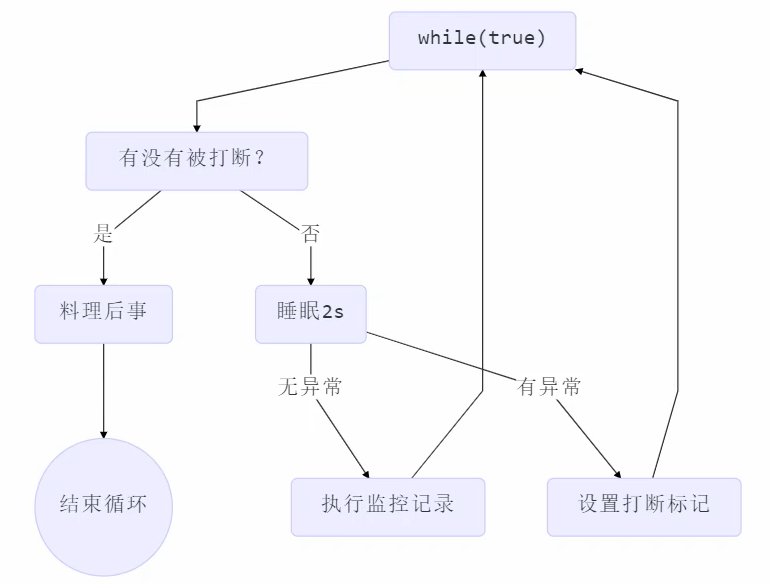 while(true)
有没有被打断？
是
否
料理后事
睡眠2s
无异常
有异常
结束循环
执行监控记录
设置打断标记